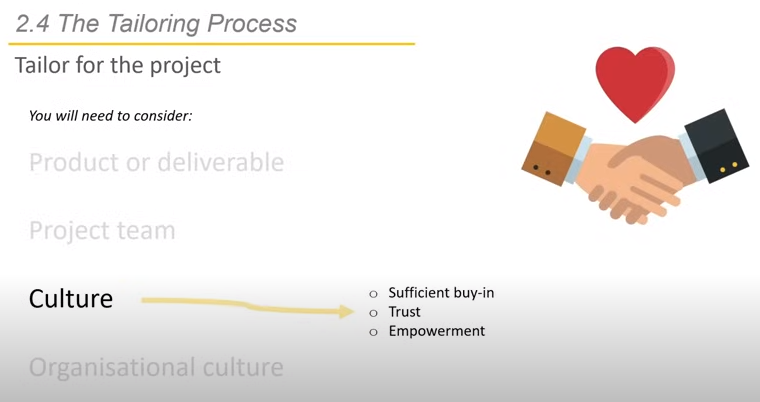 2.4 The Tailoring Process
Tailor for the project
You will need to consider:
Product or deliverable
Project team
Culture
o Sufficient buy-in
o Trust
o Empowerment
Organisational culture